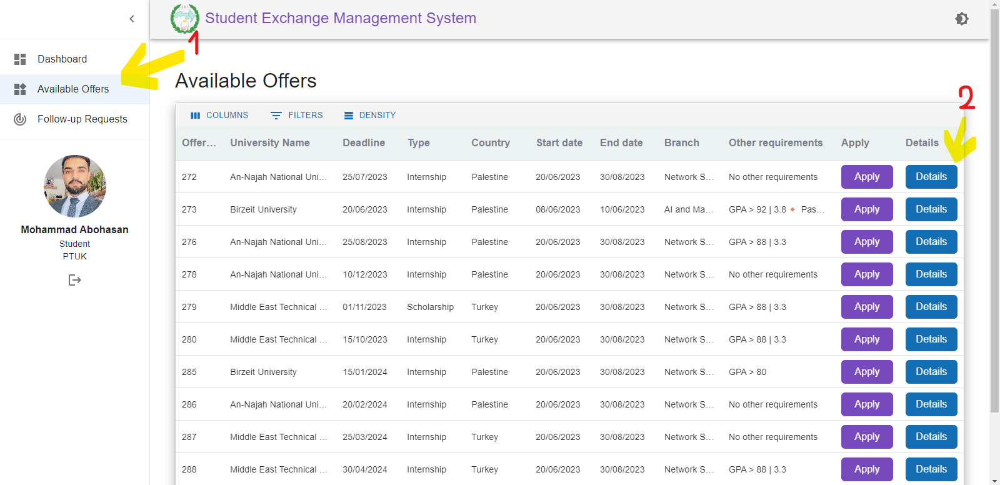 Student Exchange Management System
1
Dashboard
Available Offers
Follow-up Requests
Mohammad Abohasan
Student
PTUK
Available Offers
2
COLUMNS FILTERS DENSITY
Offer... University Name Deadline Type Country Start date End date Branch Other requirements Apply Details
272 An-Najah National Uni... 25/07/2023 Internship Palestine 20/06/2023 30/08/2023 Network S... No other requirements Apply Details
273 Birzeit University 20/06/2023 Internship Palestine 08/06/2023 10/06/2023 AI and Ma... GPA > 92 | 3.8 🔸 Pas... Apply Details
276 An-Najah National Uni... 25/08/2023 Internship Palestine 20/06/2023 30/08/2023 Network S... GPA > 88 | 3.3 Apply Details
278 An-Najah National Uni... 10/12/2023 Internship Palestine 20/06/2023 30/08/2023 Network S... No other requirements Apply Details
279 Middle East Technical ... 01/11/2023 Scholarship Turkey 20/06/2023 30/08/2023 Network S... GPA > 88 | 3.3 Apply Details
280 Middle East Technical ... 15/10/2023 Internship Turkey 20/06/2023 30/08/2023 Network S... GPA > 88 | 3.3 Apply Details
285 Birzeit University 15/01/2024 Internship Palestine 20/06/2023 30/08/2023 Network S... GPA > 80 Apply Details
286 An-Najah National Uni... 20/02/2024 Internship Palestine 20/06/2023 30/08/2023 Network S... No other requirements Apply Details
287 Middle East Technical ... 25/03/2024 Internship Turkey 20/06/2023 30/08/2023 Network S... No other requirements Apply Details
288 Middle East Technical ... 30/04/2024 Internship Turkey 20/06/2023 30/08/2023 Network S... GPA > 88 | 3.3 Apply Details